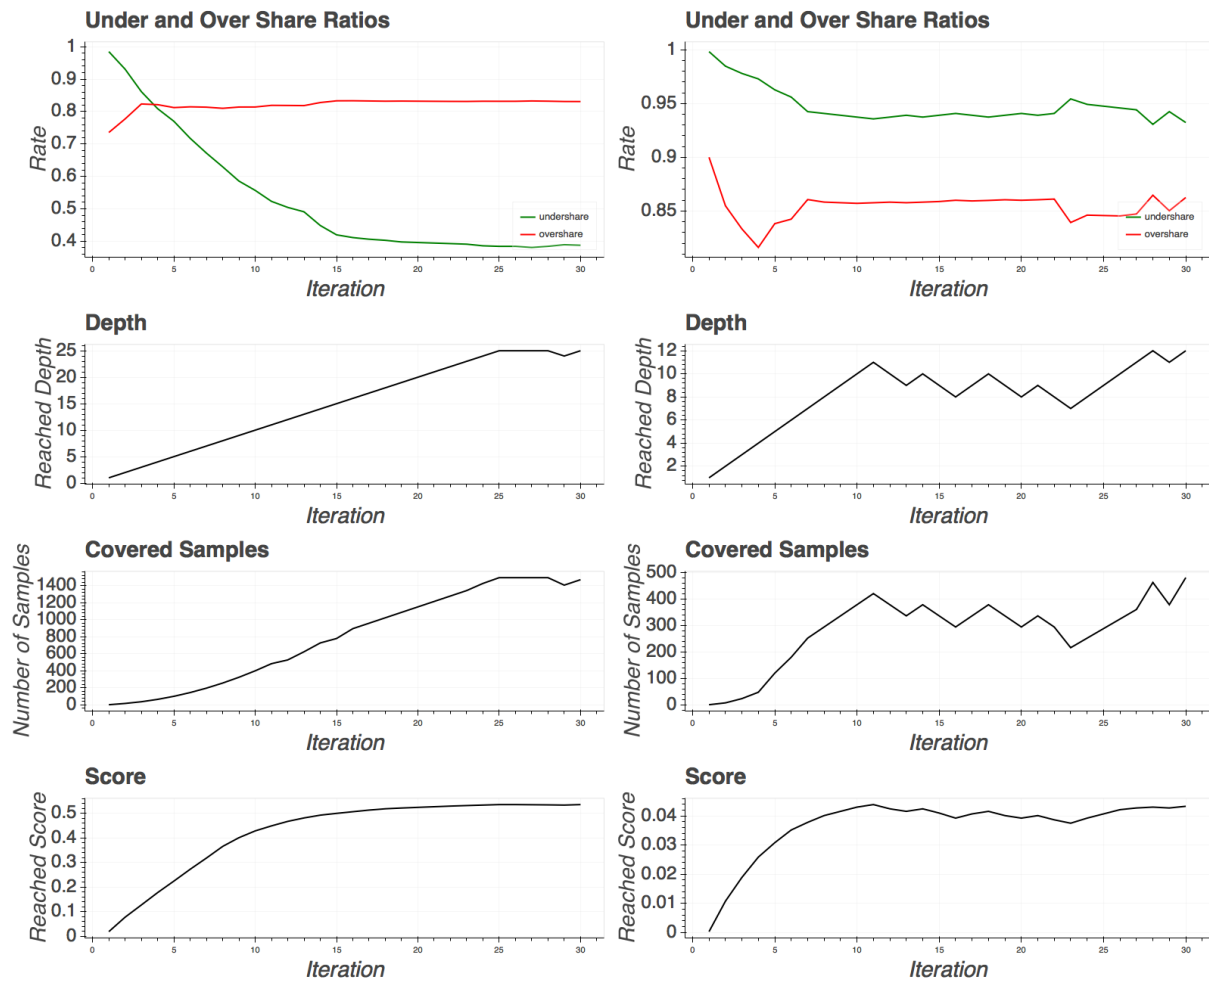 Under and Over Share Ratios
1
0.9
0.8
0.7
0.6
0.5
0.4
Rate
undershare
overshare
0 5 10 15 20 25 30
Iteration
Under and Over Share Ratios
1
0.95
0.9
0.85
Rate
undershare
overshare
0 5 10 15 20 25 30
Iteration
Depth
25
20
15
10
5
0
Reached Depth
0 5 10 15 20 25 30
Iteration
Depth
12
10
8
6
4
2
Reached Depth
0 5 10 15 20 25 30
Iteration
Covered Samples
1400
1200
1000
800
600
400
200
0
Number of Samples
0 5 10 15 20 25 30
Iteration
Covered Samples
500
400
300
200
100
0
Number of Samples
0 5 10 15 20 25 30
Iteration
Score
0.5
0.4
0.3
0.2
0.1
0
Reached Score
0 5 10 15 20 25 30
Iteration
Score
0.04
0.03
0.02
0.01
0
Reached Score
0 5 10 15 20 25 30
Iteration